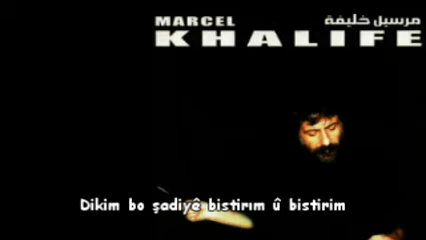 MARCEL مرسيل خليفة
KHALIFE
Dikim bo şadiyê bistirim û bistirim